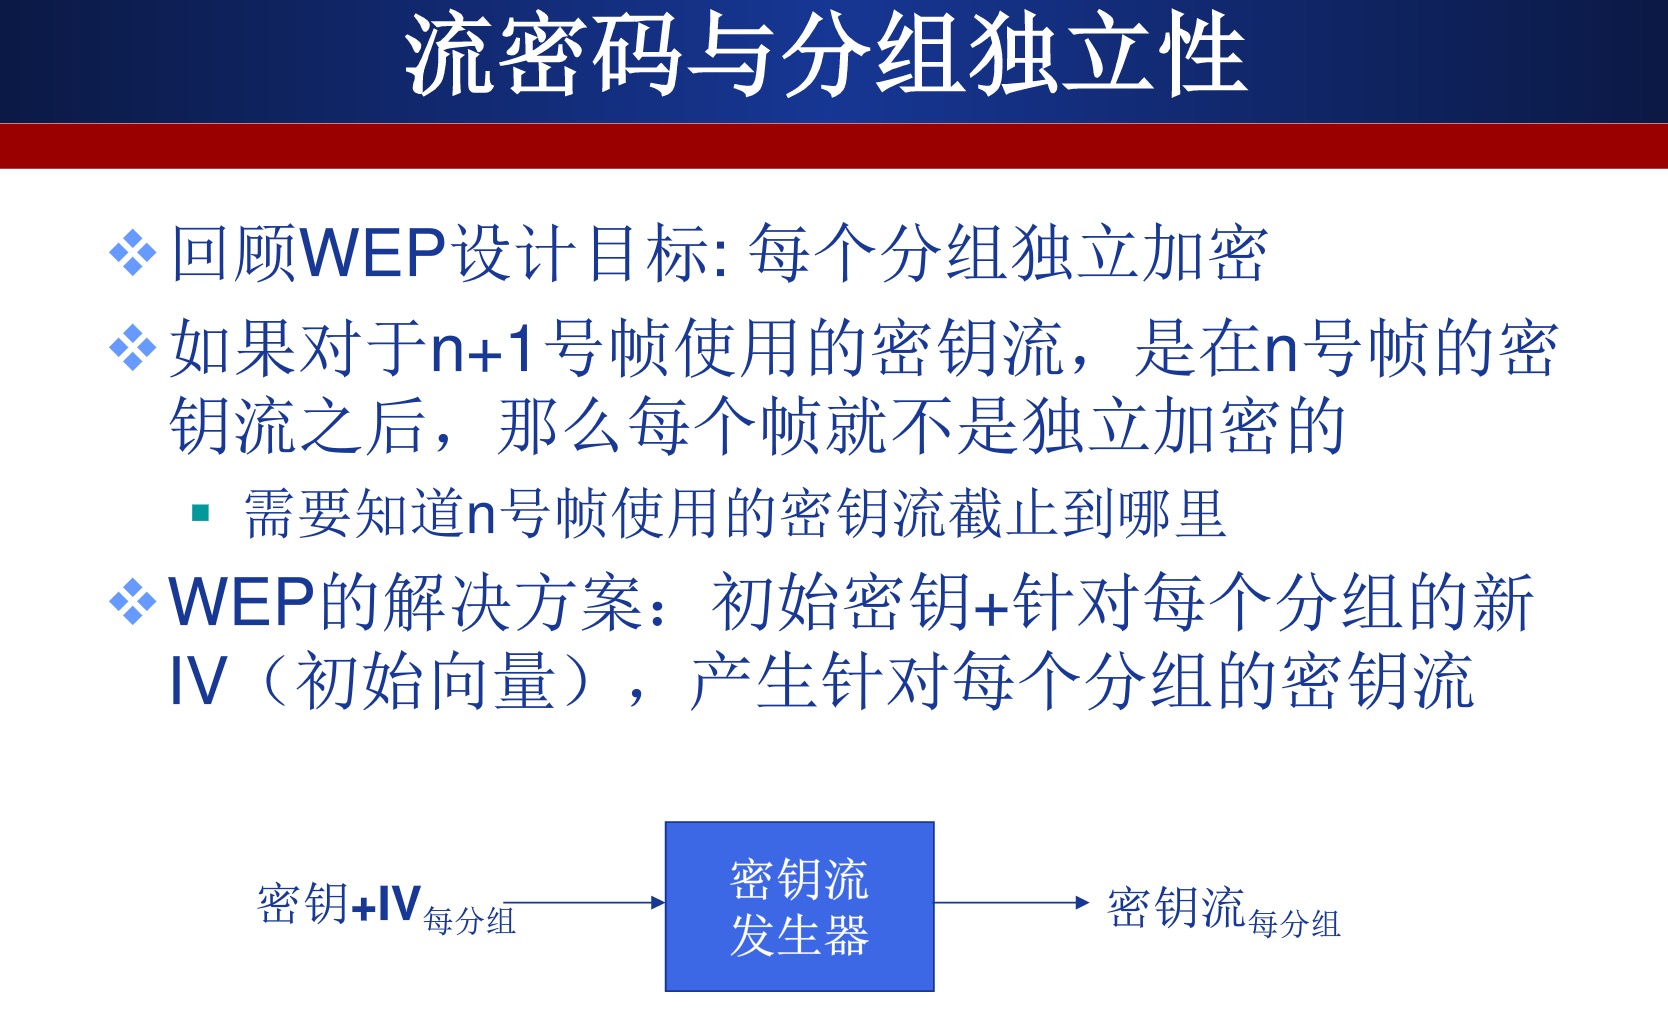 流密码与分组独立性
回顾WEP设计目标: 每个分组独立加密
如果对于n+1号帧使用的密钥流，是在n号帧的密
钥流之后，那么每个帧就不是独立加密的
需要知道n号帧使用的密钥流截止到哪里
WEP的解决方案：初始密钥+针对每个分组的新
IV（初始向量），产生针对每个分组的密钥流
密钥+IV每分组
密钥流
发生器
密钥流每分组